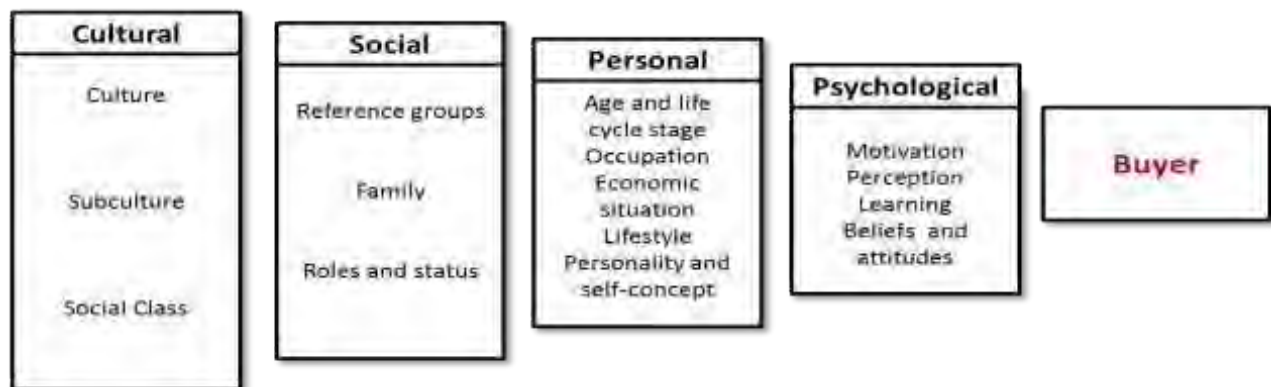 Cultural
Culture
Subculture
Social Class
Social
Reference groups
Family
Roles and status
Personal
Age and life
cycle stage
Occupation
Economic
situation
Lifestyle
Personality and
self-concept
Psychological
Motivation
Perception
Learning
Beliefs and
attitudes
Buyer